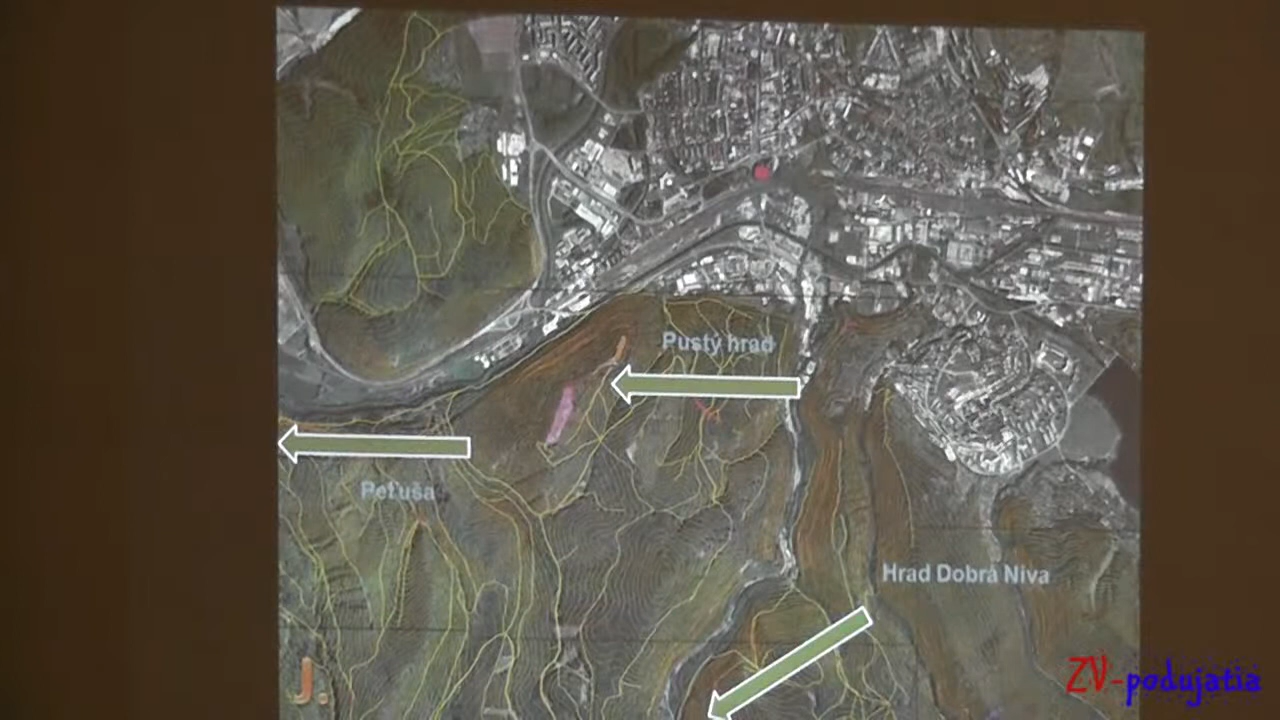 Pustý hrad
Peťuša
Hrad Dobrá Niva
J.
ZV-podujatia